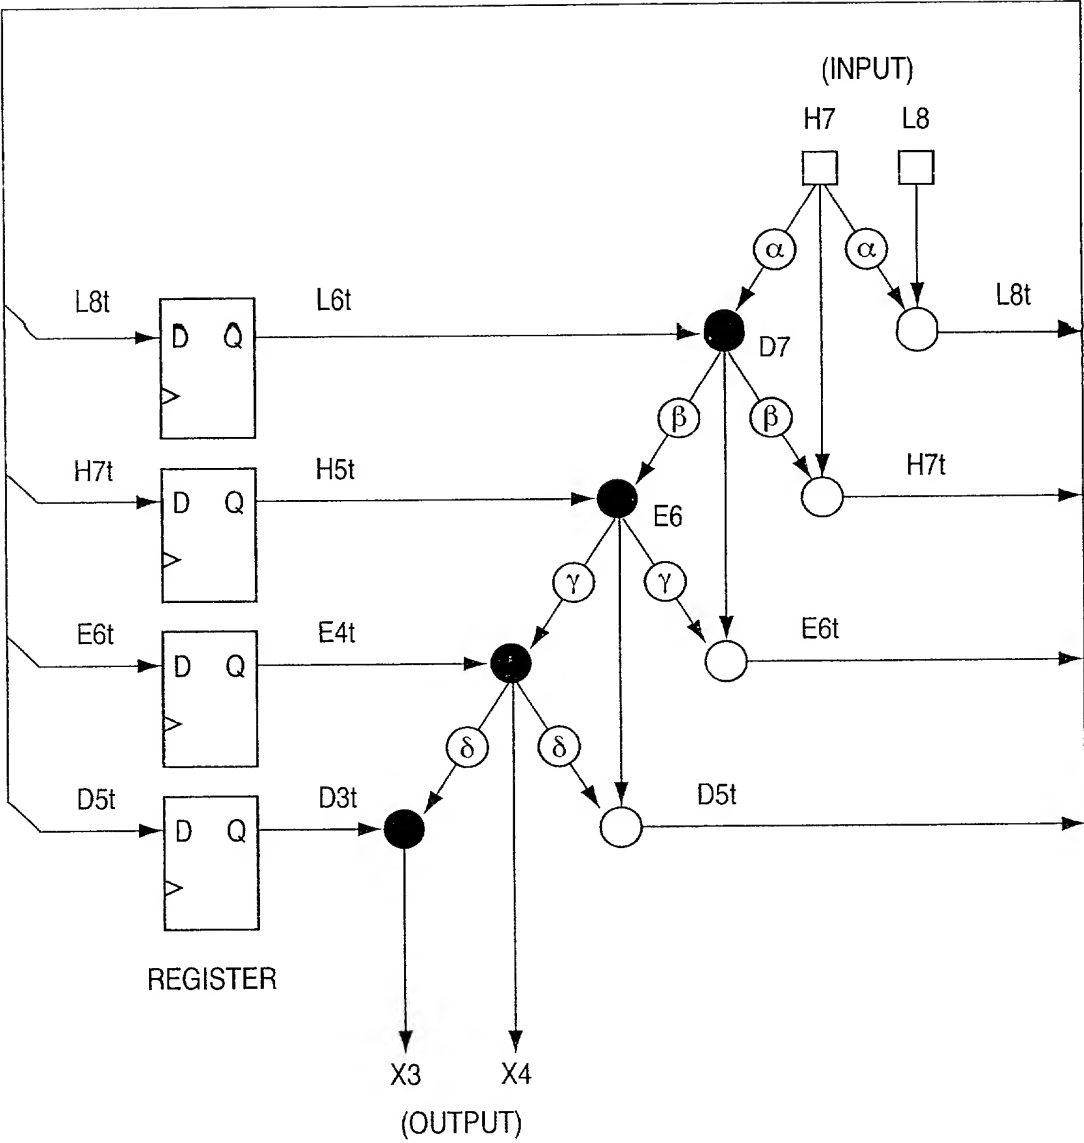 (INPUT)
H7 L8
α α
L8t L6t L8t
D Q
D7
β β
H7t H5t H7t
D Q
E6
γ γ
E6t E4t E6t
D Q
δ δ
D5t D3t D5t
D Q
REGISTER
X3 X4
(OUTPUT)